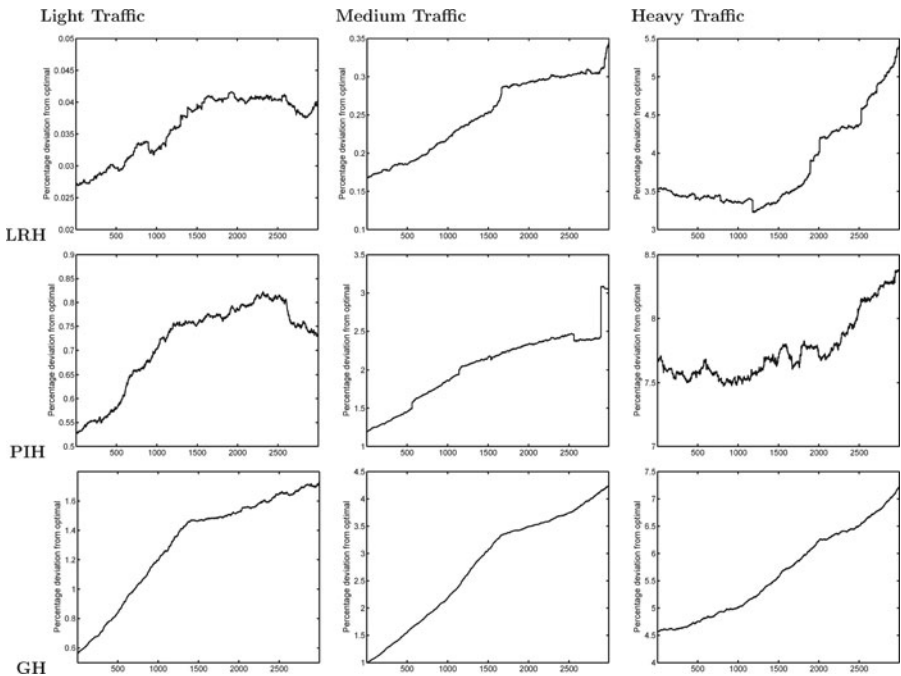 Light Traffic Medium Traffic Heavy Traffic
Percentage deviation from optimal
0.05
0.045
0.04
0.035
0.03
0.025
0.02
500 1000 1500 2000 2500
Percentage deviation from optimal
0.35
0.3
0.25
0.2
0.15
0.1
500 1000 1500 2000 2500
Percentage deviation from optimal
5.5
5
4.5
4
3.5
3
500 1000 1500 2000 2500
LRH
Percentage deviation from optimal
0.9
0.85
0.8
0.75
0.7
0.65
0.6
0.55
0.5
500 1000 1500 2000 2500
Percentage deviation from optimal
3.5
3
2.5
2
1.5
1
500 1000 1500 2000 2500
Percentage deviation from optimal
8.5
8
7.5
7
500 1000 1500 2000 2500
PIH
Percentage deviation from optimal
1.6
1.4
1.2
1
0.8
0.6
500 1000 1500 2000 2500
Percentage deviation from optimal
4.5
4
3.5
3
2.5
2
1.5
1
500 1000 1500 2000 2500
Percentage deviation from optimal
7.5
7
6.5
6
5.5
5
4.5
4
500 1000 1500 2000 2500
GH